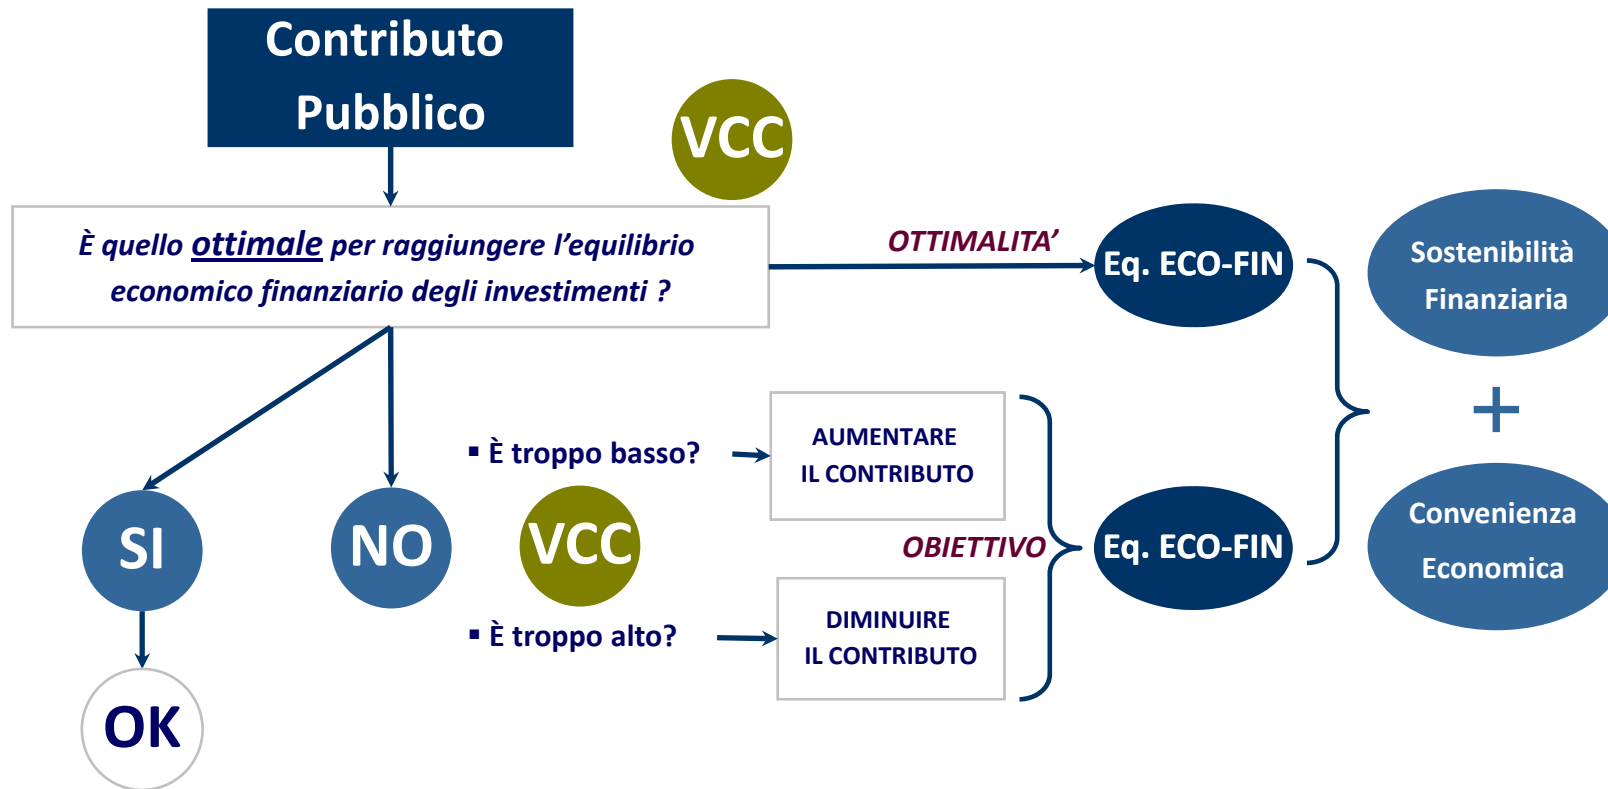 Contributo
Pubblico
VCC
È quello ottimale per raggiungere l’equilibrio
economico finanziario degli investimenti ?
OTTIMALITA’
Eq. ECO-FIN
Sostenibilità
Finanziaria
+
▪ È troppo basso?
AUMENTARE
IL CONTRIBUTO
SI
NO
VCC
OBIETTIVO
Eq. ECO-FIN
Convenienza
Economica
▪ È troppo alto?
DIMINUIRE
IL CONTRIBUTO
OK